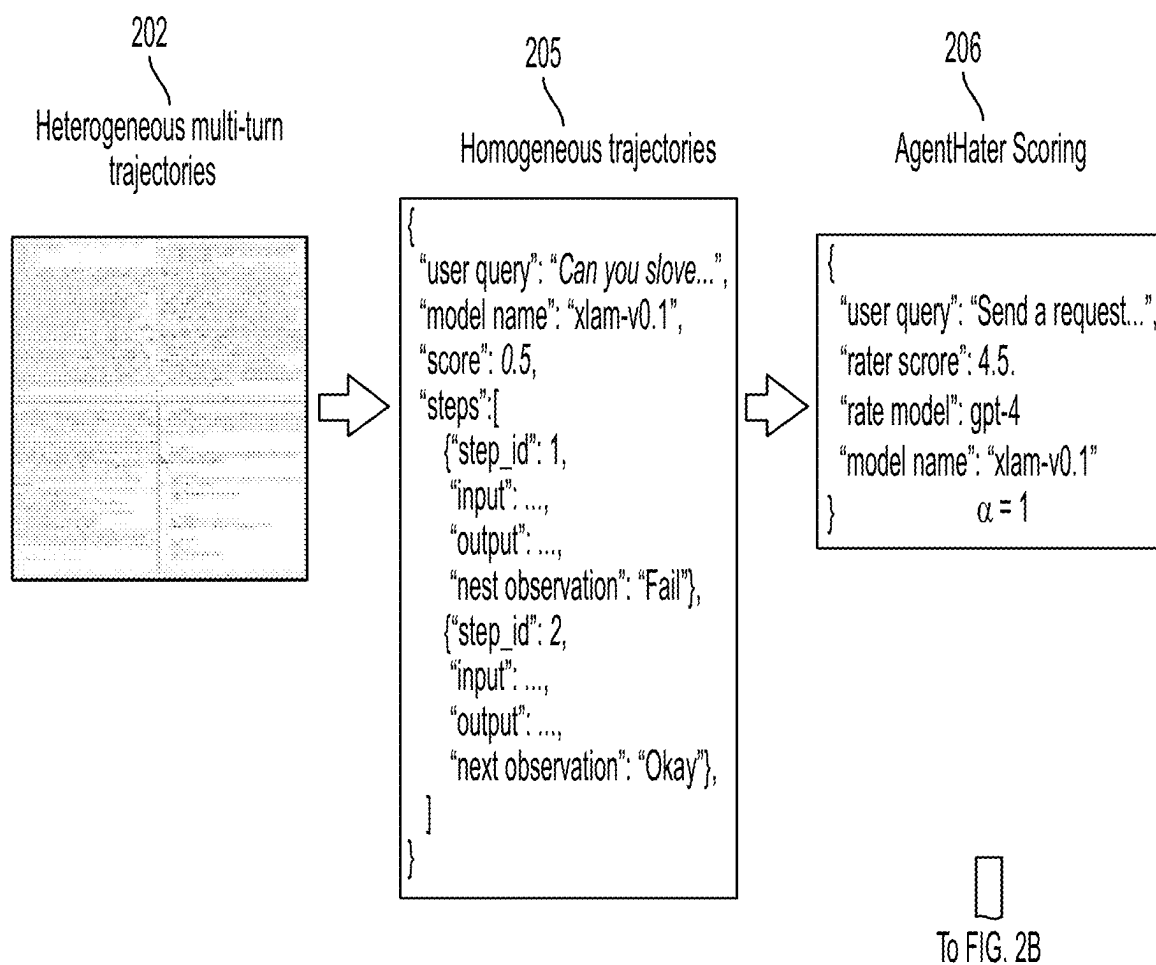 202
Heterogeneous multi-turn
trajectories
205
Homogeneous trajectories
{
"user query": "Can you slove...",
"model name": "xlam-v0.1",
"score": 0.5,
"steps":[
{"step_id": 1,
"input": ...,
"output": ...,
"nest observation": "Fail"},
{"step_id": 2,
"input": ...,
"output": ...,
"next observation": "Okay"},
]
}
206
AgentHater Scoring
{
"user query": "Send a request...",
"rater scrore": 4.5.
"rate model": gpt-4
"model name": "xlam-v0.1"
} α = 1
To FIG. 2B